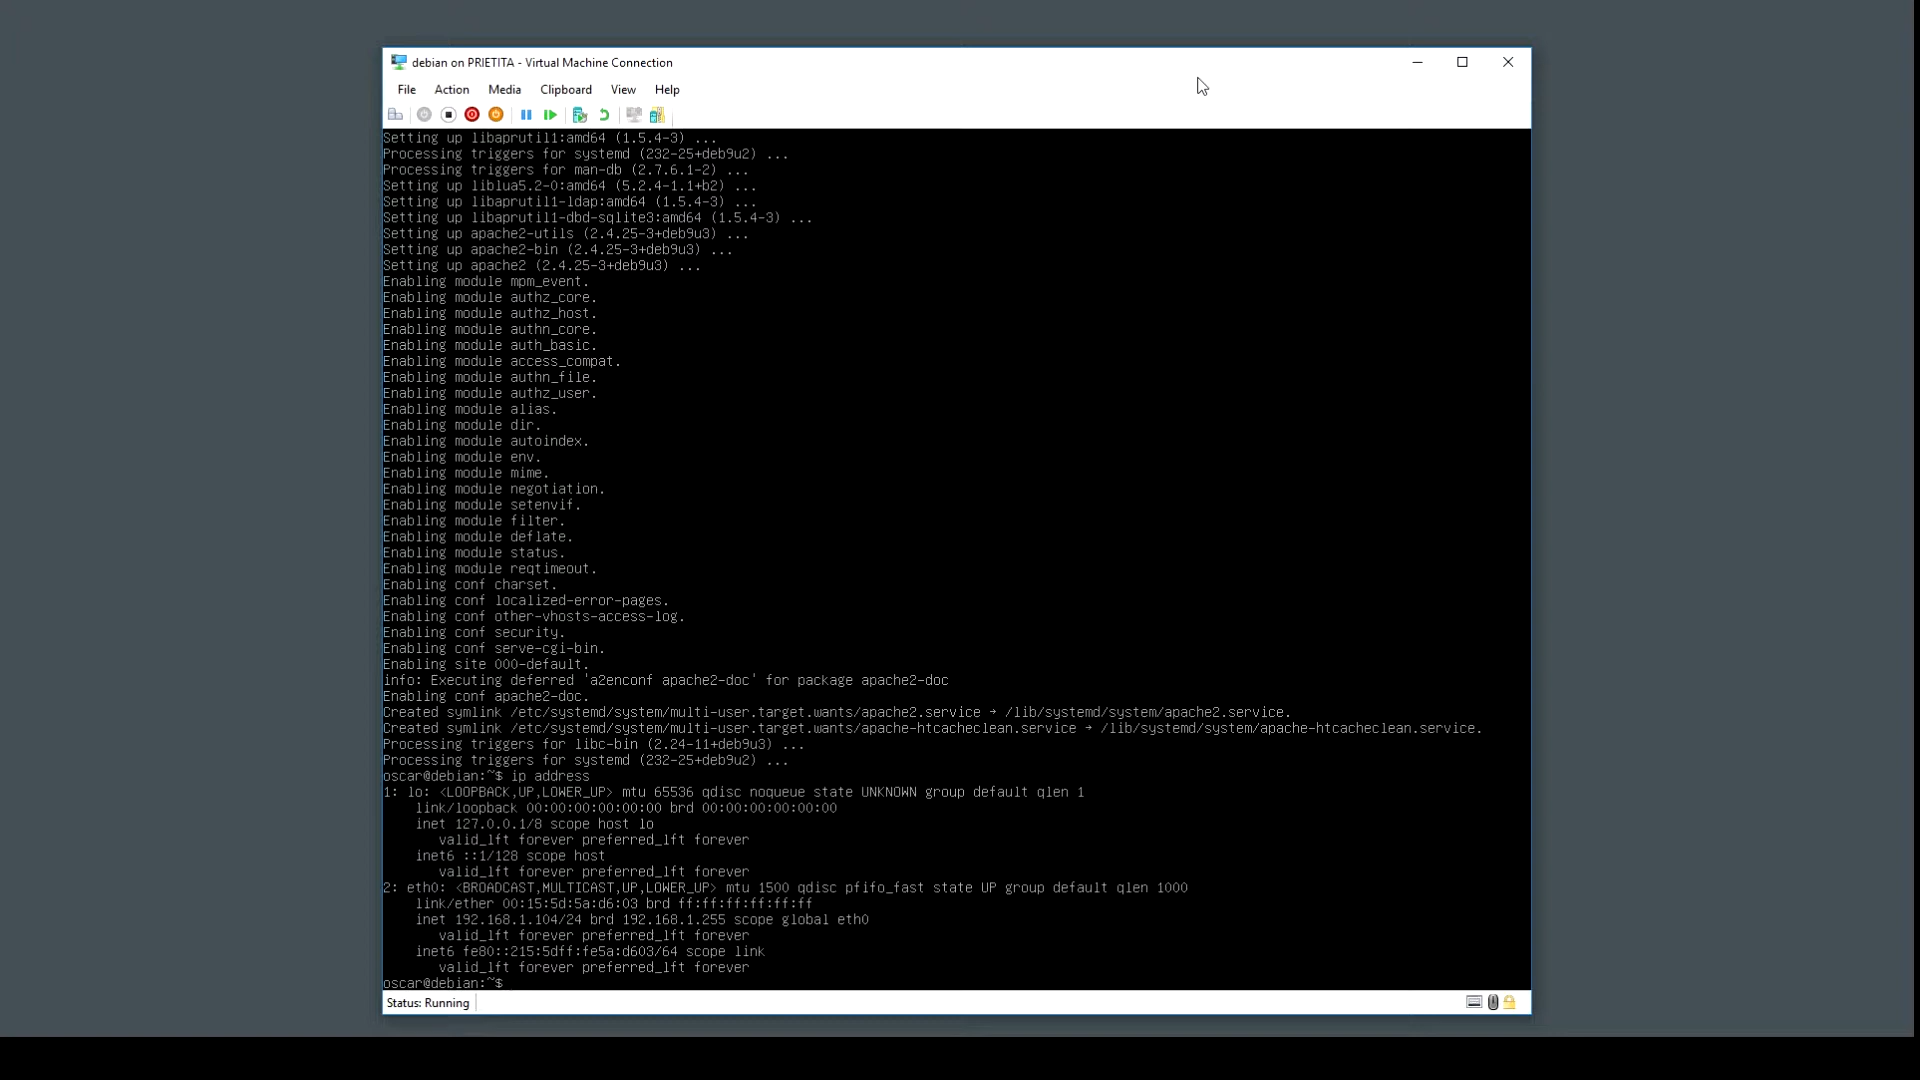 debian on PRIETITA - Virtual Machine Connection
File Action Media Clipboard View Help
Setting up libaprutil1:amd64 (1.5.4-3) ...
Processing triggers for systemd (232-25+deb9u2) ...
Processing triggers for man-db (2.7.6.1-2) ...
Setting up liblua5.2-0:amd64 (5.2.4-1.1+b2) ...
Setting up libaprutil1-ldap:amd64 (1.5.4-3) ...
Setting up libaprutil1-dbd-sqlite3:amd64 (1.5.4-3) ...
Setting up apache2-utils (2.4.25-3+deb9u3) ...
Setting up apache2-bin (2.4.25-3+deb9u3) ...
Setting up apache2 (2.4.25-3+deb9u3) ...
Enabling module mpm_event.
Enabling module authz_core.
Enabling module authz_host.
Enabling module authn_core.
Enabling module auth_basic.
Enabling module access_compat.
Enabling module authn_file.
Enabling module authz_user.
Enabling module alias.
Enabling module dir.
Enabling module autoindex.
Enabling module env.
Enabling module mime.
Enabling module negotiation.
Enabling module setenvif.
Enabling module filter.
Enabling module deflate.
Enabling module status.
Enabling module reqtimeout.
Enabling conf charset.
Enabling conf localized-error-pages.
Enabling conf other-vhosts-access-log.
Enabling conf security.
Enabling conf serve-cgi-bin.
Enabling site 000-default.
info: Executing deferred 'a2enconf apache2-doc' for package apache2-doc
Enabling conf apache2-doc.
Created symlink /etc/systemd/system/multi-user.target.wants/apache2.service → /lib/systemd/system/apache2.service.
Created symlink /etc/systemd/system/multi-user.target.wants/apache-htcacheclean.service → /lib/systemd/system/apache-htcacheclean.service.
Processing triggers for libc-bin (2.24-11+deb9u3) ...
Processing triggers for systemd (232-25+deb9u2) ...
oscar@debian:~$ ip address
1: lo: <LOOPBACK,UP,LOWER_UP> mtu 65536 qdisc noqueue state UNKNOWN group default qlen 1
link/loopback 00:00:00:00:00:00 brd 00:00:00:00:00:00
inet 127.0.0.1/8 scope host lo
valid_lft forever preferred_lft forever
inet6 ::1/128 scope host
valid_lft forever preferred_lft forever
2: eth0: <BROADCAST,MULTICAST,UP,LOWER_UP> mtu 1500 qdisc pfifo_fast state UP group default qlen 1000
link/ether 00:15:5d:5a:d6:03 brd ff:ff:ff:ff:ff:ff
inet 192.168.1.104/24 brd 192.168.1.255 scope global eth0
valid_lft forever preferred_lft forever
inet6 fe80::215:5dff:fe5a:d603/64 scope link
valid_lft forever preferred_lft forever
oscar@debian:~$
Status: Running